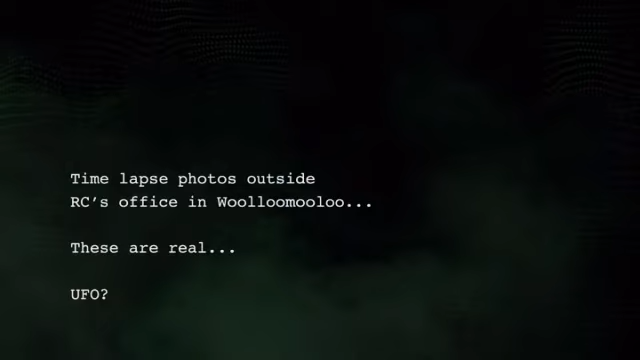 Time lapse photos outside
RC's office in Woolloomooloo...
These are real...
UFO?